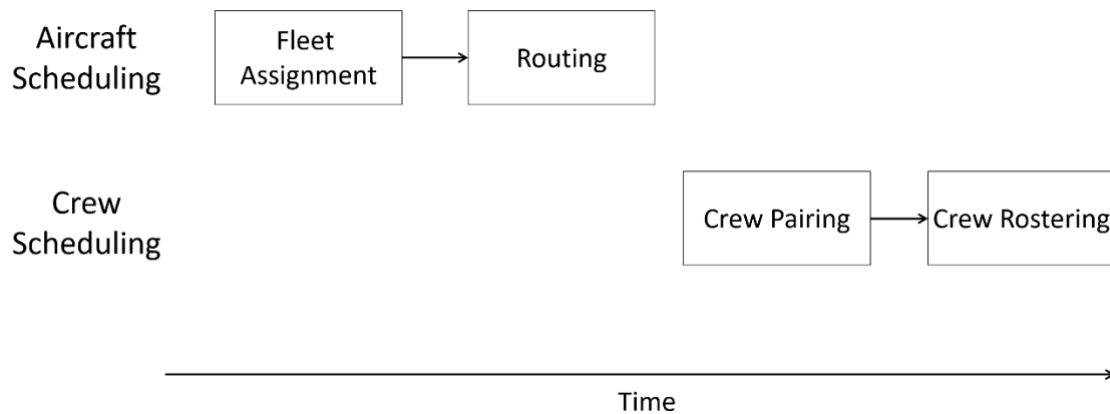 Aircraft
Scheduling
Fleet
Assignment
Routing
Crew
Scheduling
Crew Pairing
Crew Rostering
Time